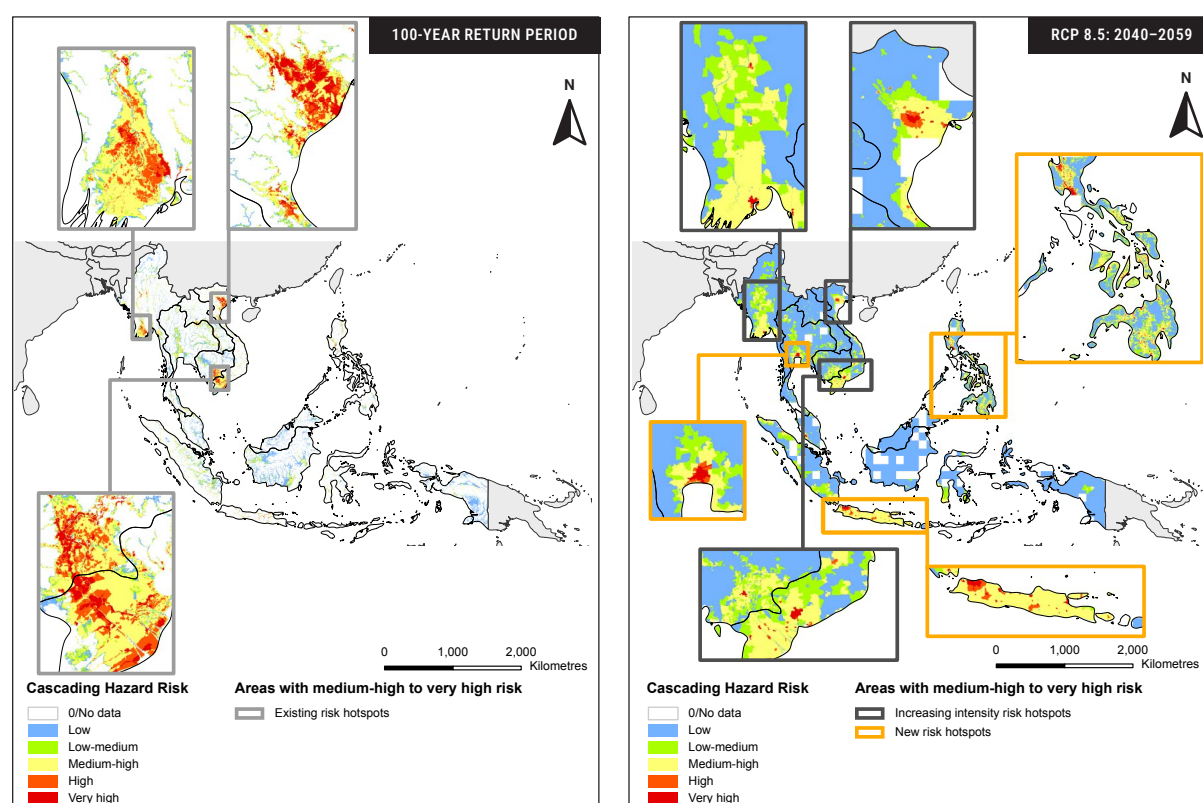 100-YEAR RETURN PERIOD
N
0 1,000 2,000
Kilometres
Cascading Hazard Risk
0/No data
Low
Low-medium
Medium-high
High
Very high
Areas with medium-high to very high risk
Existing risk hotspots
RCP 8.5: 2040–2059
N
0 1,000 2,000
Kilometres
Cascading Hazard Risk
0/No data
Low
Low-medium
Medium-high
High
Very high
Areas with medium-high to very high risk
Increasing intensity risk hotspots
New risk hotspots